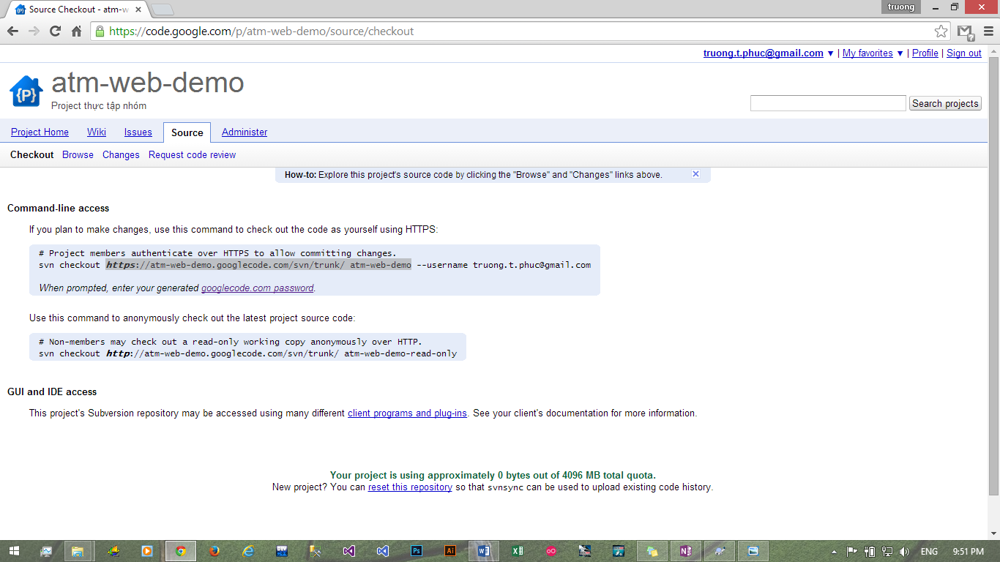 Source Checkout - atm-w
truong
https://code.google.com/p/atm-web-demo/source/checkout
truong.t.phuc@gmail.com ▼ | My favorites ▼ | Profile | Sign out
{P}
atm-web-demo
Project thực tập nhóm
Search projects
Project Home Wiki Issues Source Administer
Checkout Browse Changes Request code review
How-to: Explore this project's source code by clicking the "Browse" and "Changes" links above.
Command-line access
If you plan to make changes, use this command to check out the code as yourself using HTTPS:
# Project members authenticate over HTTPS to allow committing changes.
svn checkout https://atm-web-demo.googlecode.com/svn/trunk/ atm-web-demo --username truong.t.phuc@gmail.com
When prompted, enter your generated googlecode.com password.
Use this command to anonymously check out the latest project source code:
# Non-members may check out a read-only working copy anonymously over HTTP.
svn checkout http://atm-web-demo.googlecode.com/svn/trunk/ atm-web-demo-read-only
GUI and IDE access
This project's Subversion repository may be accessed using many different client programs and plug-ins. See your client's documentation for more information.
Your project is using approximately 0 bytes out of 4096 MB total quota.
New project? You can reset this repository so that svnsync can be used to upload existing code history.
Ps Ai ENG 9:51 PM